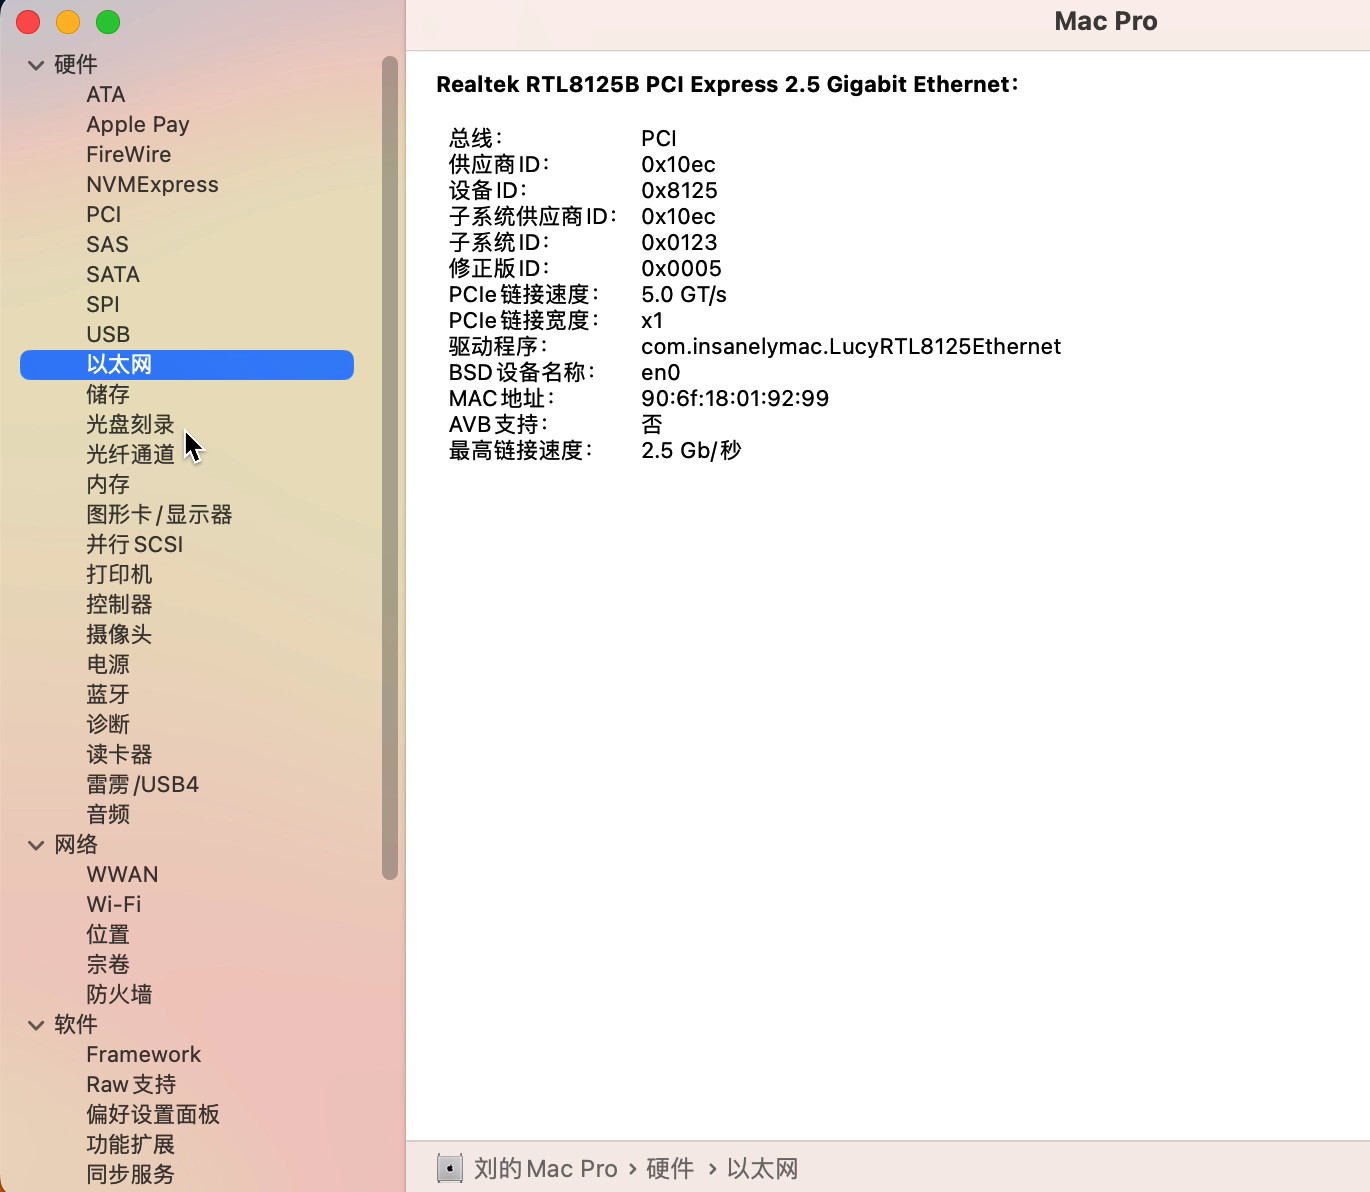 Mac Pro
硬件
ATA
Apple Pay
FireWire
NVMExpress
PCI
SAS
SATA
SPI
USB
以太网
储存
光盘刻录
光纤通道
内存
图形卡/显示器
并行SCSI
打印机
控制器
摄像头
电源
蓝牙
诊断
读卡器
雷雳/USB4
音频
网络
WWAN
Wi-Fi
位置
宗卷
防火墙
软件
Framework
Raw支持
偏好设置面板
功能扩展
同步服务
Realtek RTL8125B PCI Express 2.5 Gigabit Ethernet：
总线： PCI
供应商ID： 0x10ec
设备ID： 0x8125
子系统供应商ID： 0x10ec
子系统ID： 0x0123
修正版ID： 0x0005
PCIe链接速度： 5.0 GT/s
PCIe链接宽度： x1
驱动程序： com.insanelymac.LucyRTL8125Ethernet
BSD设备名称： en0
MAC地址： 90:6f:18:01:92:99
AVB支持： 否
最高链接速度： 2.5 Gb/秒
刘的Mac Pro › 硬件 › 以太网